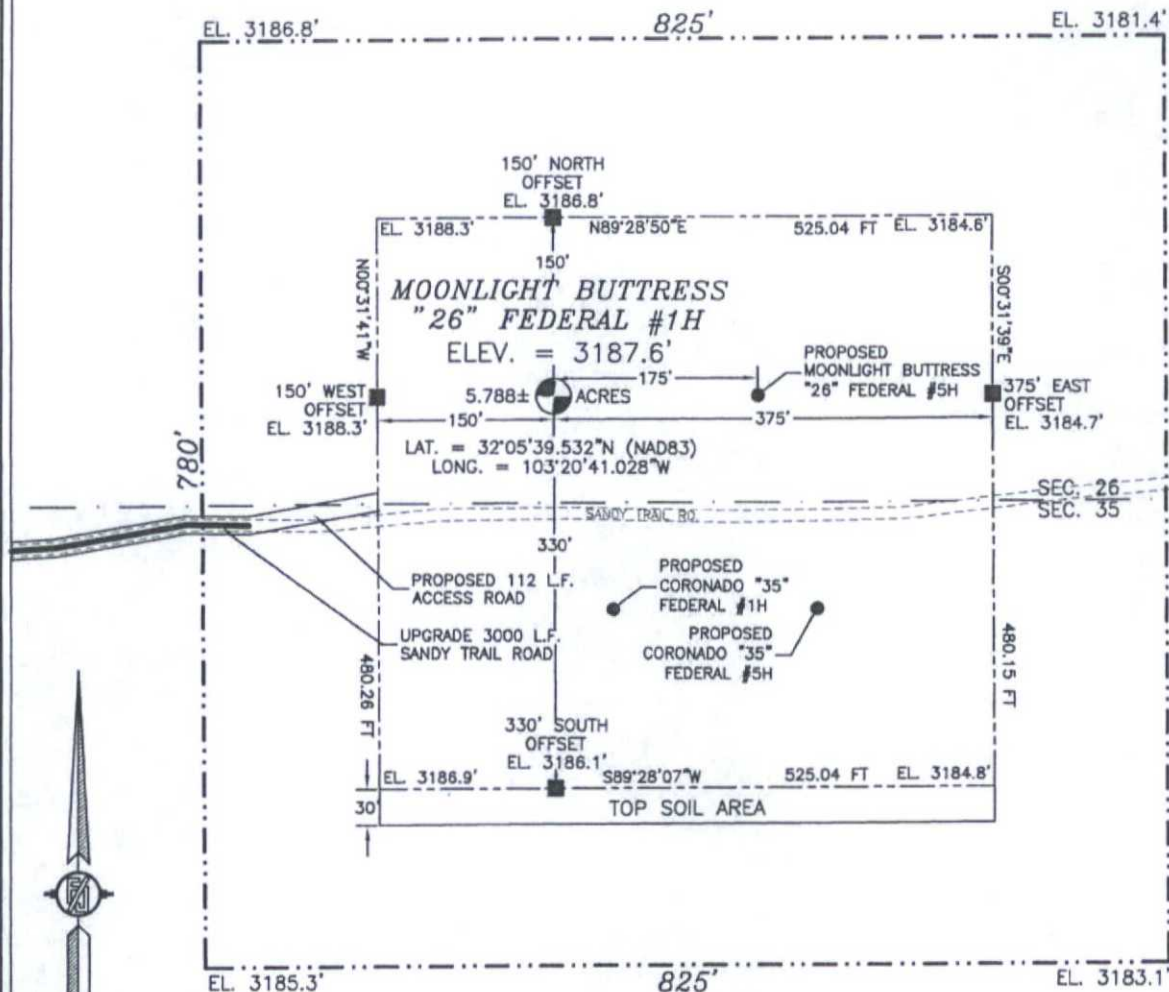 EL. 3186.8'
825'
EL. 3181.4'
150' NORTH
OFFSET
EL. 3186.8'
EL. 3188.3'
N89°28'50"E
525.04 FT
EL. 3184.6'
N00°31'41"W
150'
S00°31'39"E
MOONLIGHT BUTTRESS
"26" FEDERAL #1H
ELEV. = 3187.6'
175'
PROPOSED
MOONLIGHT BUTTRESS
"26" FEDERAL #5H
150' WEST
OFFSET
EL. 3188.3'
5.788± ACRES
375' EAST
OFFSET
EL. 3184.7'
150'
375'
780'
LAT. = 32°05'39.532"N (NAD83)
LONG. = 103°20'41.028"W
SEC. 26
SEC. 35
SANDY TRAIL RD.
330'
PROPOSED 112 L.F.
ACCESS ROAD
PROPOSED
CORONADO "35"
FEDERAL #1H
UPGRADE 3000 L.F.
SANDY TRAIL ROAD
PROPOSED
CORONADO "35"
FEDERAL #5H
480.26 FT
480.15 FT
330' SOUTH
OFFSET
EL. 3186.1'
EL. 3186.9'
S89°28'07"W
525.04 FT
EL. 3184.8'
30'
TOP SOIL AREA
EL. 3185.3'
825'
EL. 3183.1'